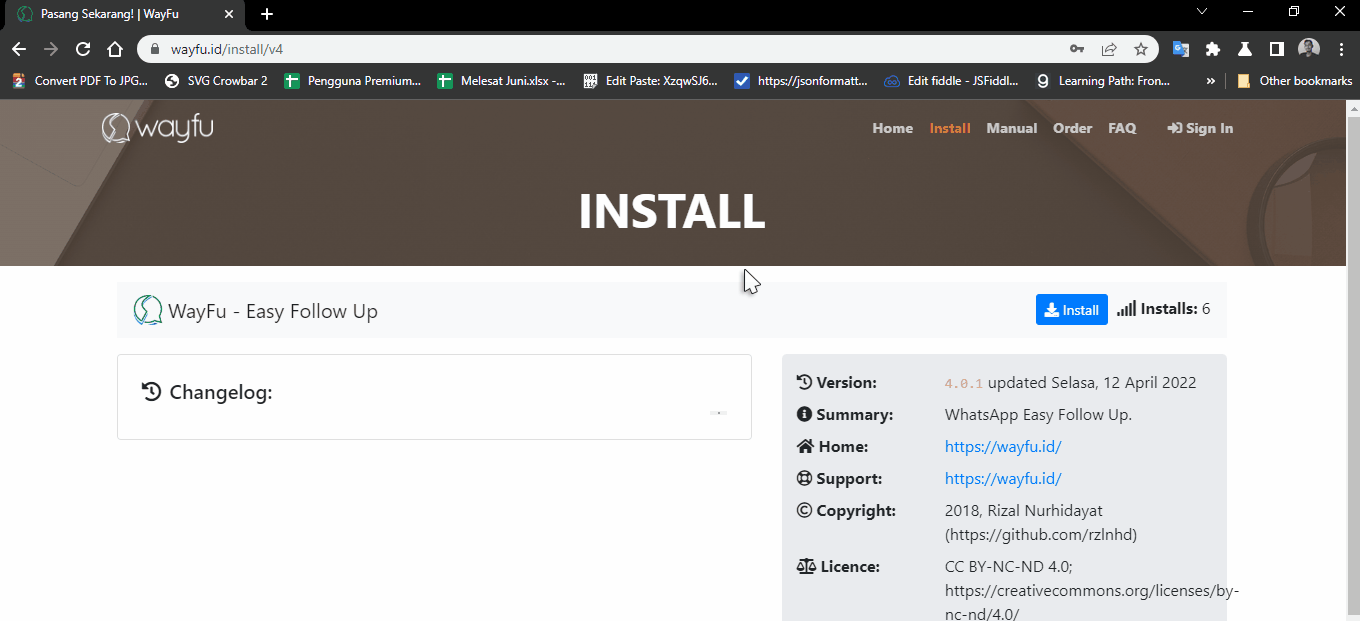 Pasang Sekarang! | WayFu
wayfu.id/install/v4
Convert PDF To JPG... SVG Crowbar 2 Pengguna Premium... Melesat Juni.xlsx -... Edit Paste: XzqwSJ6... https://jsonformatt... Edit fiddle - JSFiddl... Learning Path: Fron... » Other bookmarks
wayfu
Home Install Manual Order FAQ Sign In
INSTALL
WayFu - Easy Follow Up
Install Installs: 6
Changelog:
Version: 4.0.1 updated Selasa, 12 April 2022
Summary: WhatsApp Easy Follow Up.
Home: https://wayfu.id/
Support: https://wayfu.id/
Copyright: 2018, Rizal Nurhidayat
(https://github.com/rzlnhd)
Licence: CC BY-NC-ND 4.0;
https://creativecommons.org/licenses/by-
nc-nd/4.0/